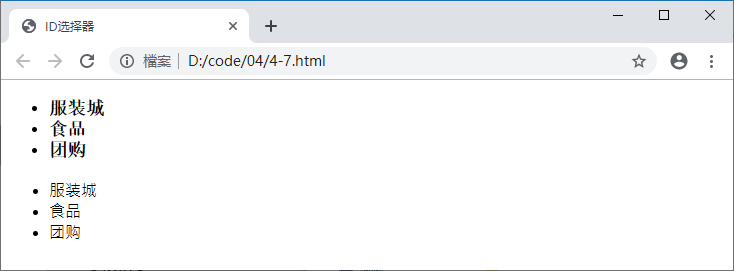 ID选择器
檔案 | D:/code/04/4-7.html
• 服装城
• 食品
• 团购
• 服装城
• 食品
• 团购